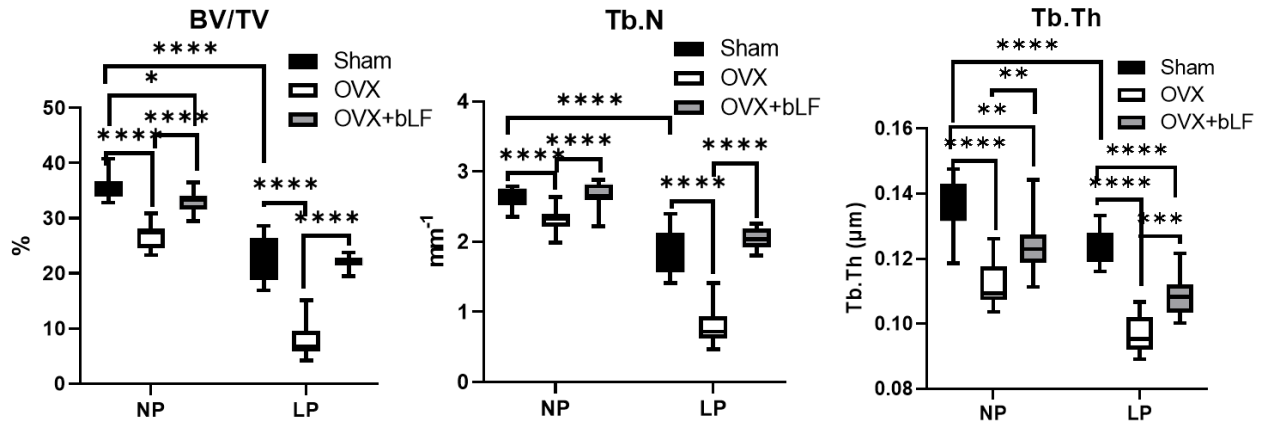 BV/TV
****
*
****
****
****
****
Sham
OVX
OVX+bLF
50
40
30
20
10
0
%
NP LP
Tb.N
****
****
****
****
****
Sham
OVX
OVX+bLF
4
3
2
1
0
mm-1
NP LP
Tb.Th
****
**
**
****
****
****
***
Sham
OVX
OVX+bLF
0.16
0.14
0.12
0.10
0.08
Tb.Th (µm)
NP LP